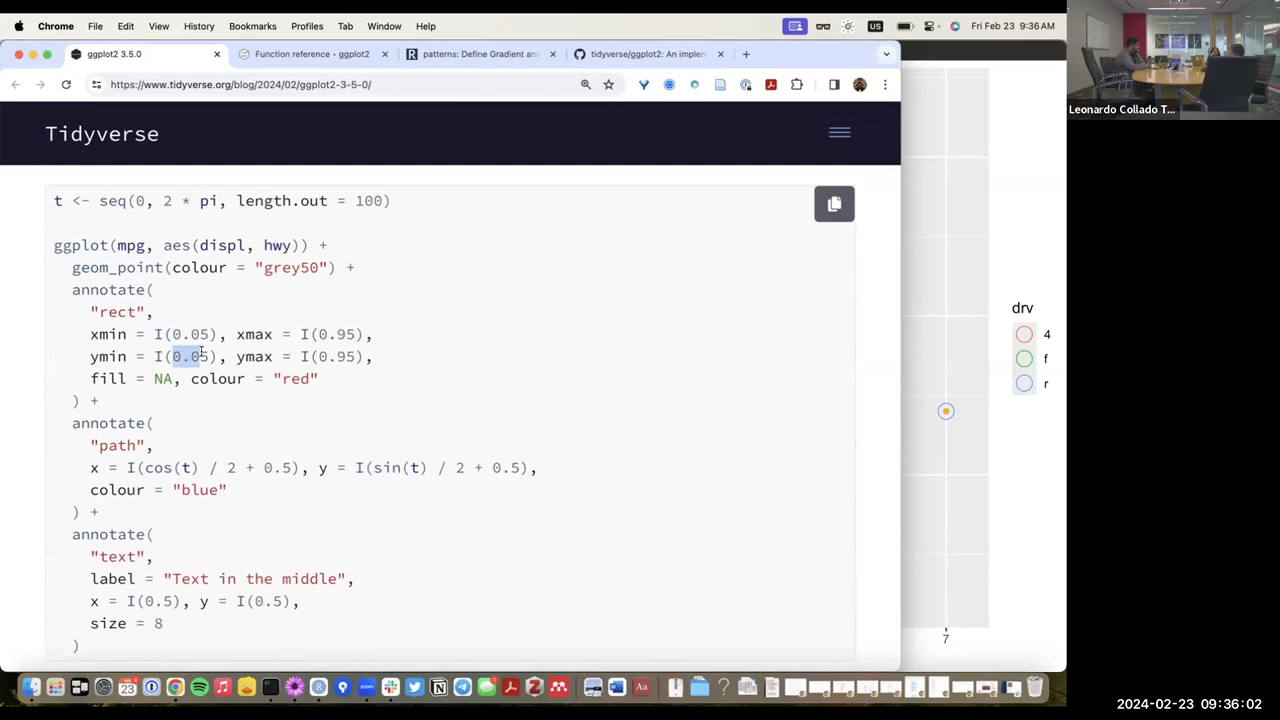 Chrome File Edit View History Bookmarks Profiles Tab Window Help US Fri Feb 23 9:36 AM
ggplot2 3.5.0 Function reference • ggplot2 patterns: Define Gradient and tidyverse/ggplot2: An implem
https://www.tidyverse.org/blog/2024/02/ggplot2-3-5-0/
Leonardo Collado T...
Tidyverse
t <- seq(0, 2 * pi, length.out = 100)
ggplot(mpg, aes(displ, hwy)) +
geom_point(colour = "grey50") +
annotate(
"rect",
xmin = I(0.05), xmax = I(0.95),
ymin = I(0.05), ymax = I(0.95),
fill = NA, colour = "red"
) +
annotate(
"path",
x = I(cos(t) / 2 + 0.5), y = I(sin(t) / 2 + 0.5),
colour = "blue"
) +
annotate(
"text",
label = "Text in the middle",
x = I(0.5), y = I(0.5),
size = 8
)
drv
4
f
r
7
2024-02-23 09:36:02